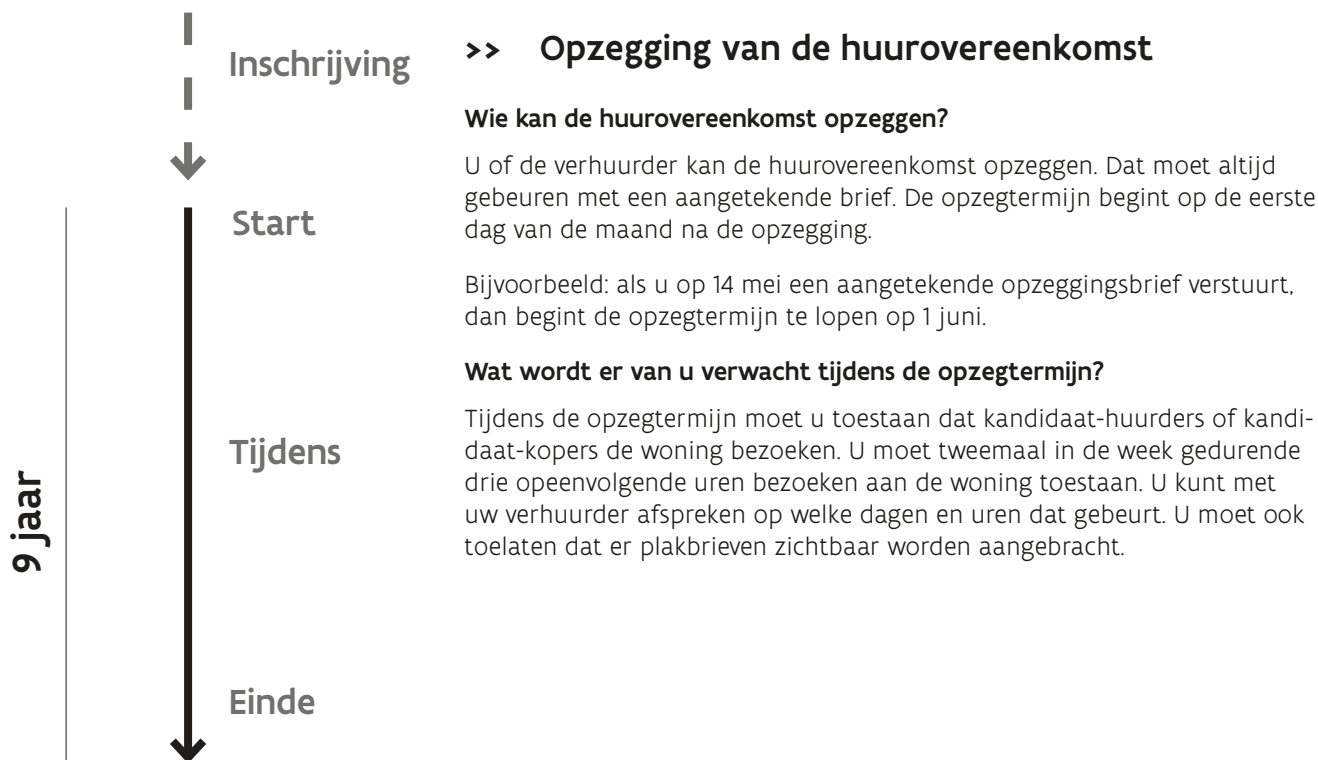 Inschrijving
Start
Tijdens
Einde
9 jaar
>> Opzegging van de huurovereenkomst
Wie kan de huurovereenkomst opzeggen?
U of de verhuurder kan de huurovereenkomst opzeggen. Dat moet altijd
gebeuren met een aangetekende brief. De opzegtermijn begint op de eerste
dag van de maand na de opzegging.
Bijvoorbeeld: als u op 14 mei een aangetekende opzeggingsbrief verstuurt,
dan begint de opzegtermijn te lopen op 1 juni.
Wat wordt er van u verwacht tijdens de opzegtermijn?
Tijdens de opzegtermijn moet u toestaan dat kandidaat-huurders of kandi-
daat-kopers de woning bezoeken. U moet tweemaal in de week gedurende
drie opeenvolgende uren bezoeken aan de woning toestaan. U kunt met
uw verhuurder afspreken op welke dagen en uren dat gebeurt. U moet ook
toelaten dat er plakbrieven zichtbaar worden aangebracht.